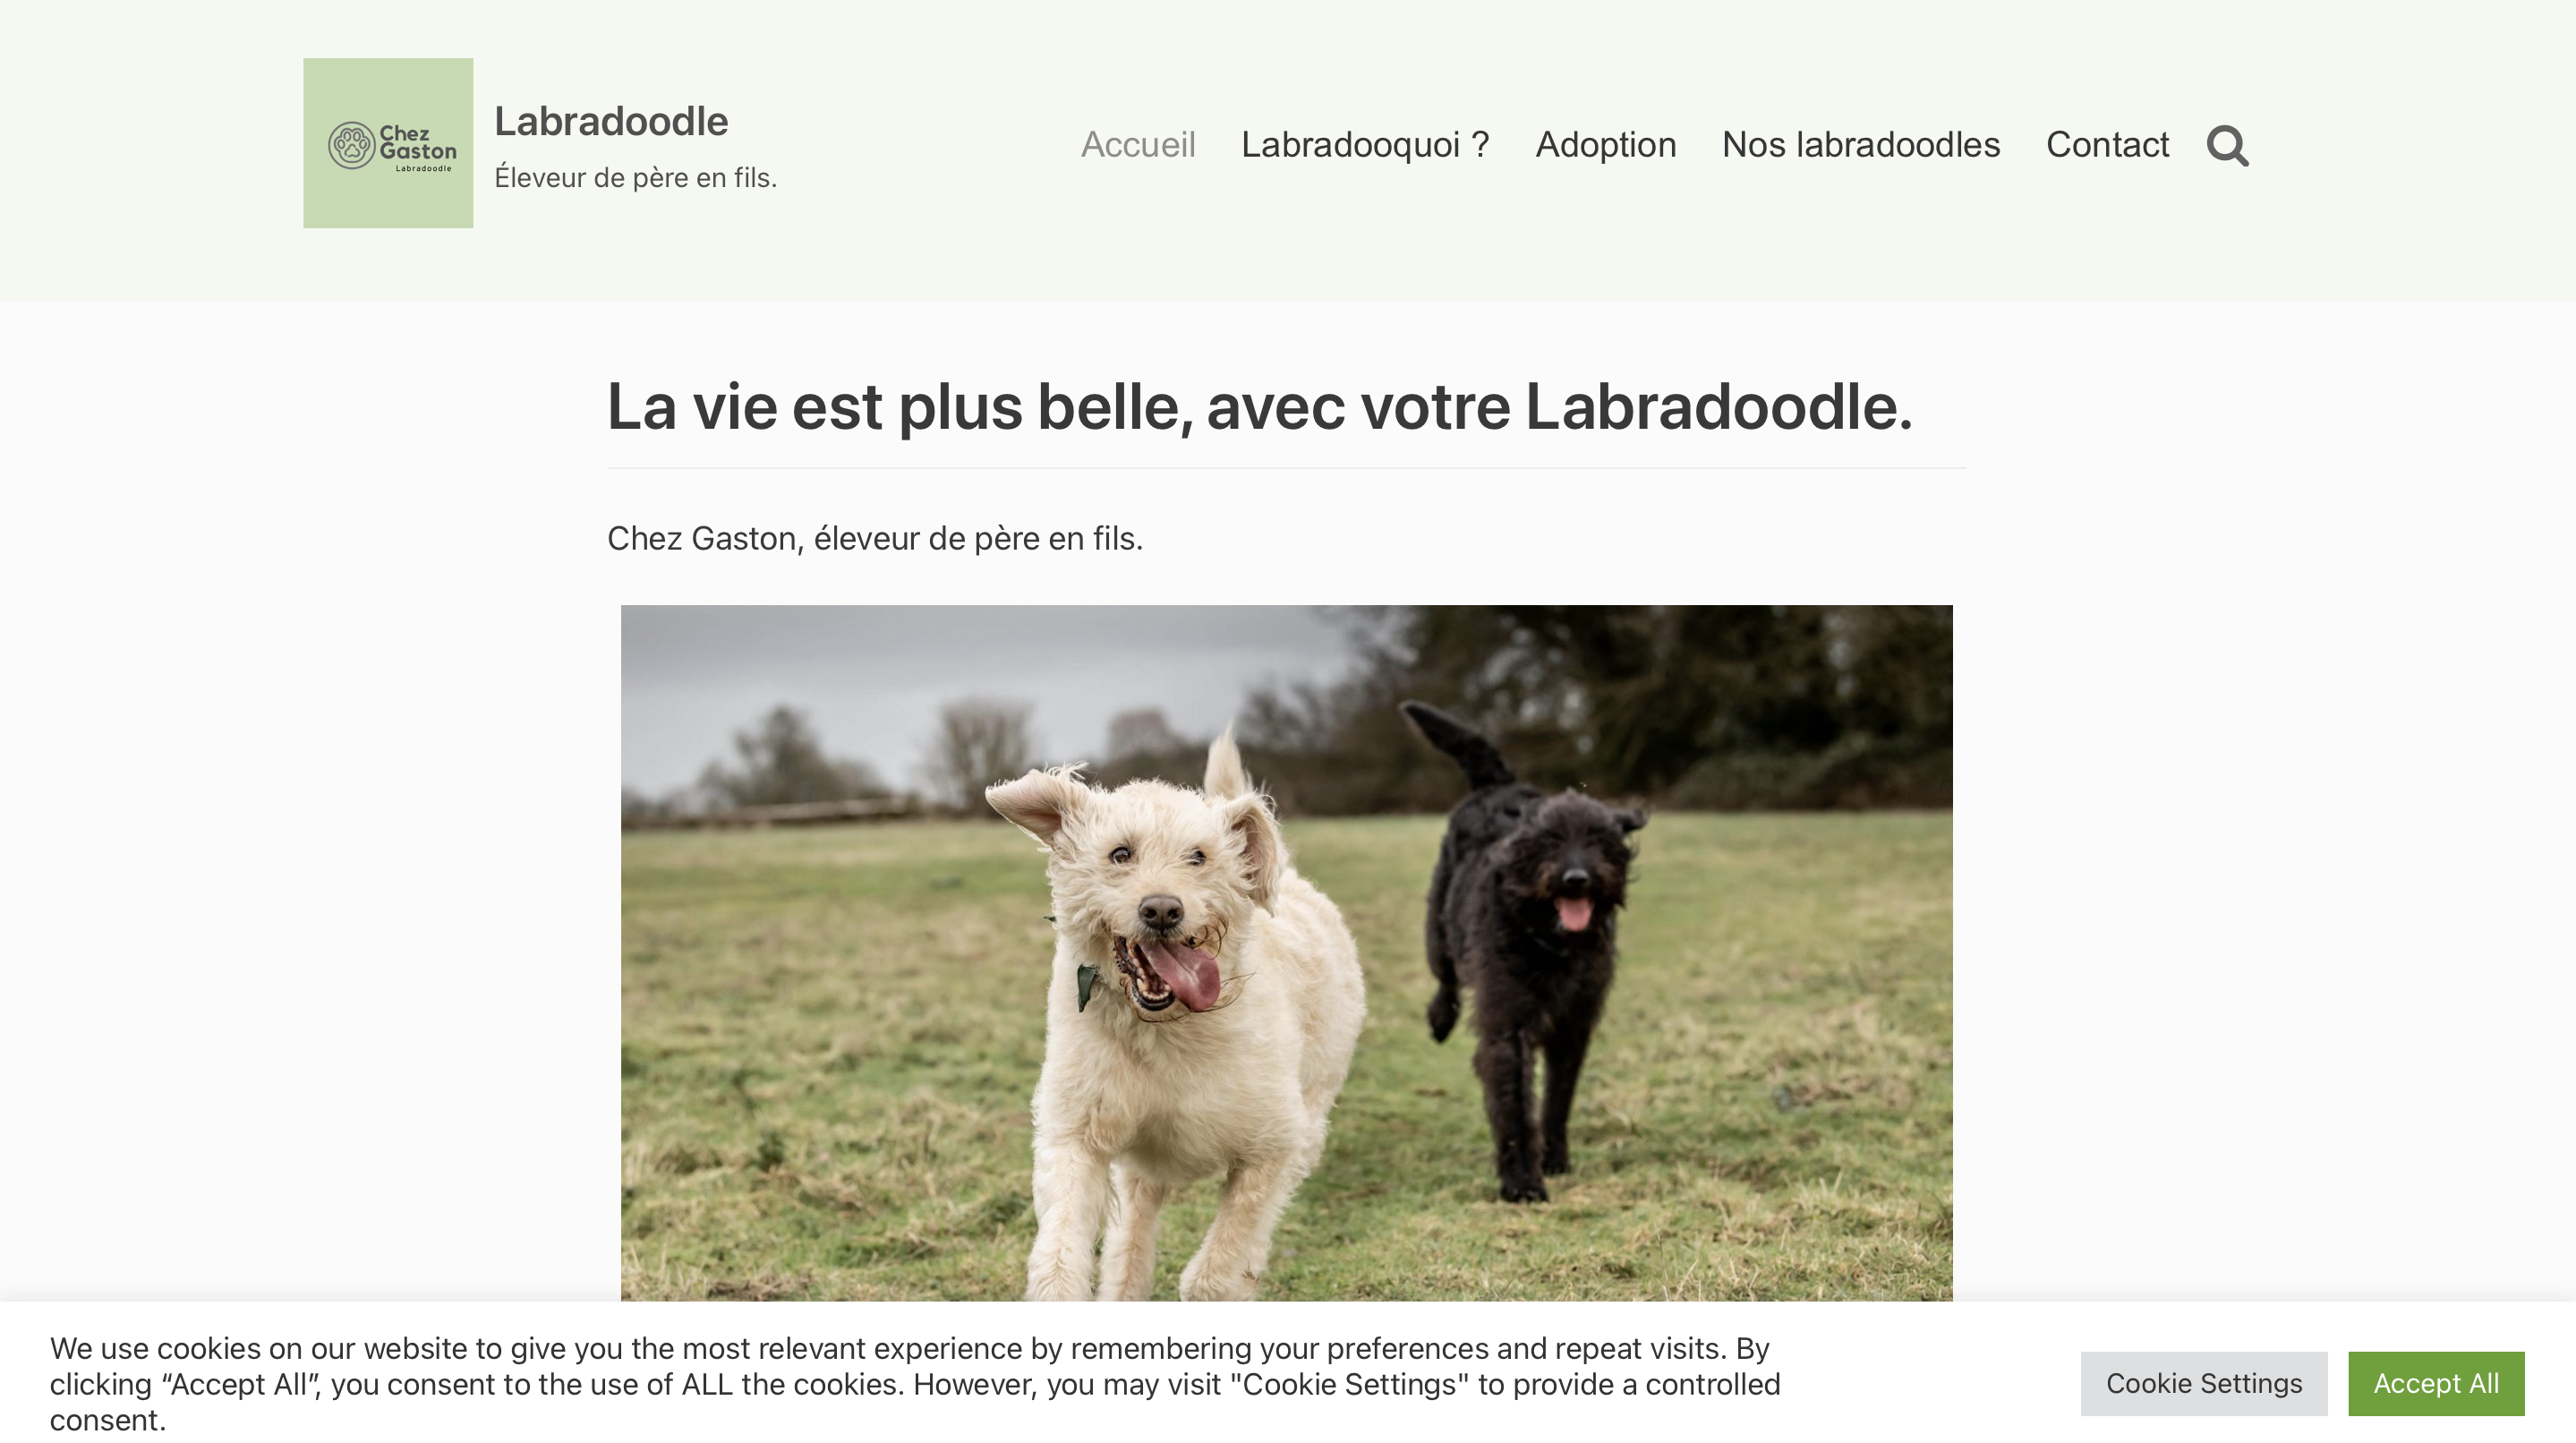 Chez
Gaston
Labradoodle
Labradoodle
Éleveur de père en fils.
Accueil Labradooquoi ? Adoption Nos labradoodles Contact
La vie est plus belle, avec votre Labradoodle.
Chez Gaston, éleveur de père en fils.
We use cookies on our website to give you the most relevant experience by remembering your preferences and repeat visits. By
clicking “Accept All”, you consent to the use of ALL the cookies. However, you may visit "Cookie Settings" to provide a controlled
consent.
Cookie Settings Accept All